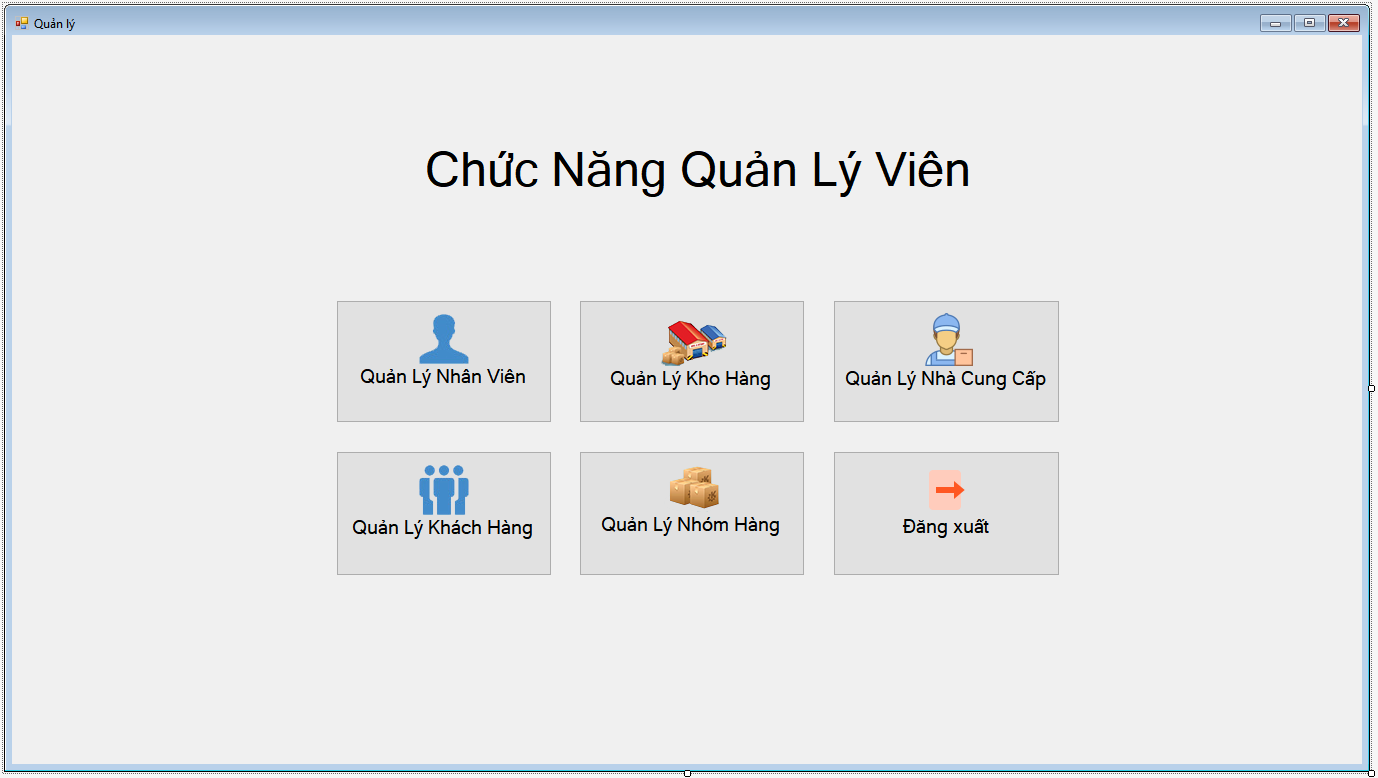 Quản lý
Chức Năng Quản Lý Viên
Quản Lý Nhân Viên
Quản Lý Kho Hàng
Quản Lý Nhà Cung Cấp
Quản Lý Khách Hàng
Quản Lý Nhóm Hàng
Đăng xuất